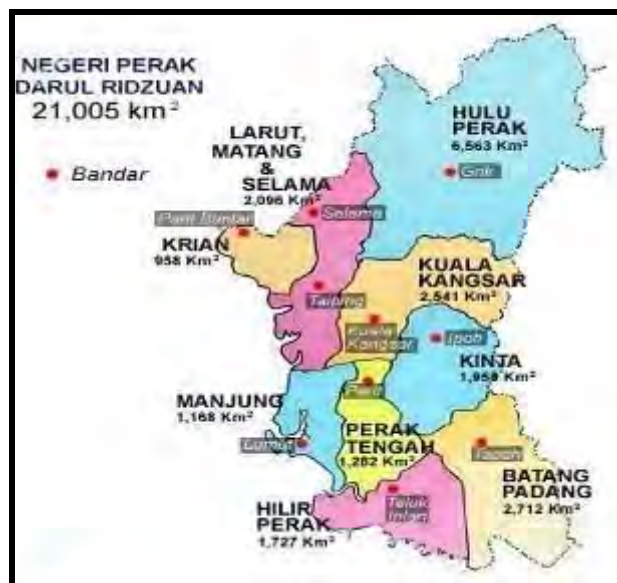 NEGERI PERAK
DARUL RIDZUAN
21,005 km²
Bandar
HULU
PERAK
6,563 Km²
Grik
LARUT,
MATANG
&
SELAMA
2,096 Km²
Selama
Parit Buntar
KRIAN
958 Km²
Taiping
KUALA
KANGSAR
2,541 Km²
Kuala
Kangsar
Ipoh
KINTA
1,958 Km²
MANJUNG
1,168 Km²
Parit
Lumut
PERAK
TENGAH
1,282 Km²
Tapah
BATANG
PADANG
2,712 Km²
Teluk
Intan
HILIR
PERAK
1,727 Km²